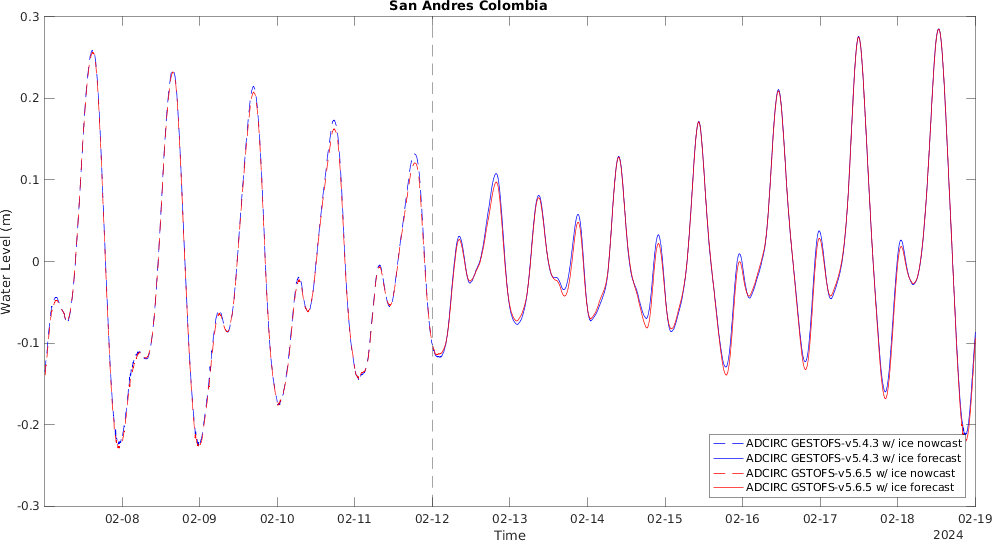 San Andres Colombia
0.3
0.2
0.1
0
-0.1
-0.2
-0.3
Water Level (m)
02-08 02-09 02-10 02-11 02-12 02-13 02-14 02-15 02-16 02-17 02-18 02-19
Time
2024
ADCIRC GESTOFS-v5.4.3 w/ ice nowcast
ADCIRC GESTOFS-v5.4.3 w/ ice forecast
ADCIRC GSTOFS-v5.6.5 w/ ice nowcast
ADCIRC GSTOFS-v5.6.5 w/ ice forecast